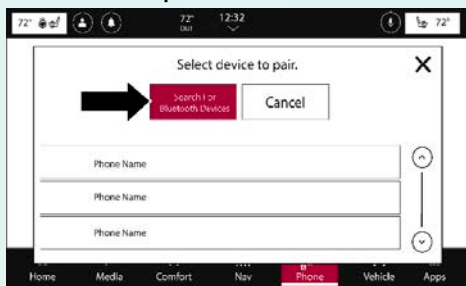 72°
72°
OUT
12:32
72°
Select device to pair.
Search For
Bluetooth Devices
Cancel
Phone Name
Phone Name
Phone Name
Home Media Comfort Nav Phone Vehicle Apps